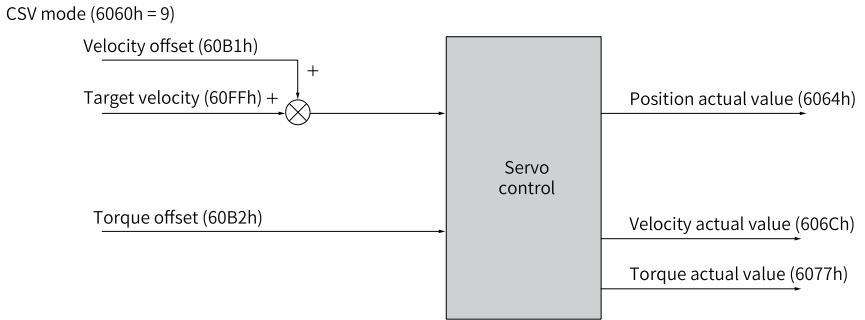 CSV mode (6060h = 9)
Velocity offset (60B1h)
+
Target velocity (60FFh) +
Position actual value (6064h)
Servo
control
Torque offset (60B2h)
Velocity actual value (606Ch)
Torque actual value (6077h)